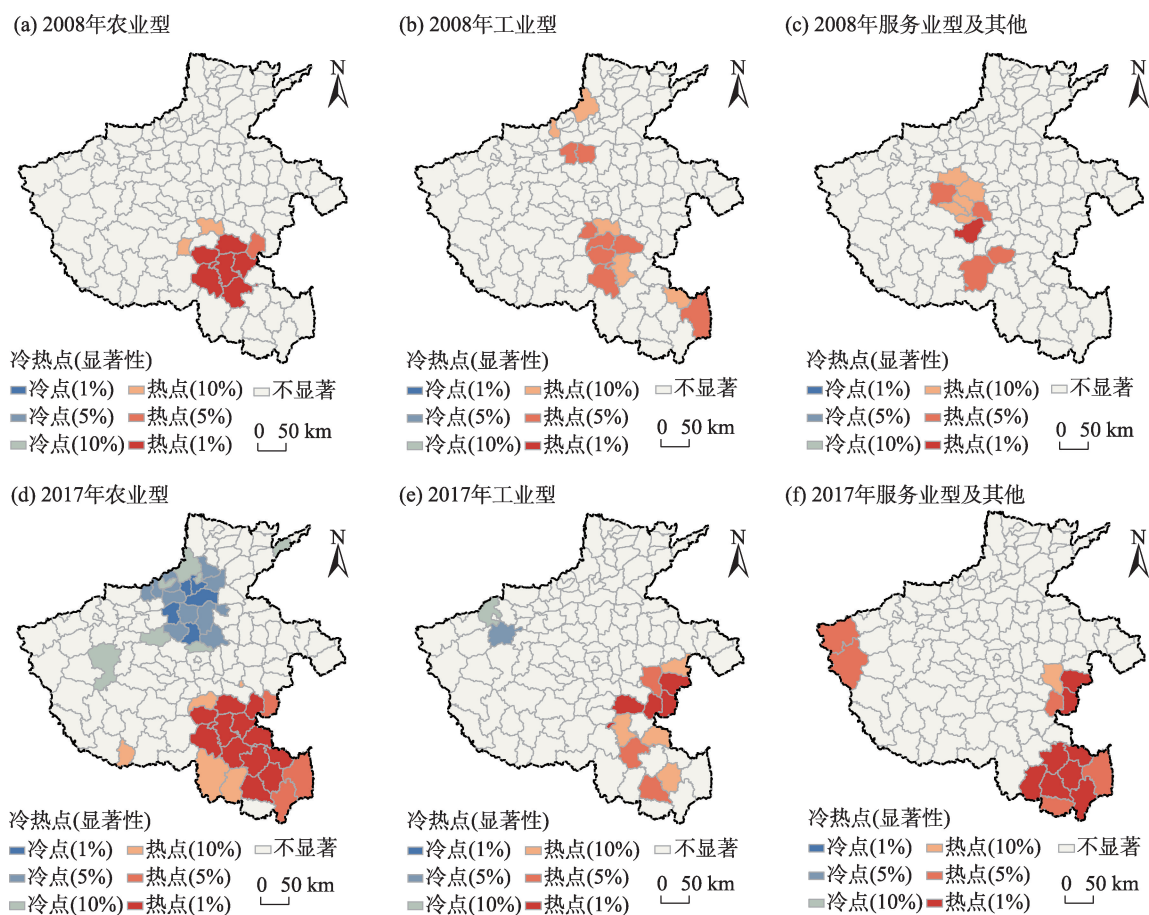 (a) 2008年农业型
(b) 2008年工业型
(c) 2008年服务业型及其他
N
N
N
冷热点(显著性)
冷点(1%) 热点(10%) 不显著
冷点(5%) 热点(5%)
冷点(10%) 热点(1%)
0 50 km
冷热点(显著性)
冷点(1%) 热点(10%) 不显著
冷点(5%) 热点(5%)
冷点(10%) 热点(1%)
0 50 km
冷热点(显著性)
冷点(1%) 热点(10%) 不显著
冷点(5%) 热点(5%)
冷点(10%) 热点(1%)
0 50 km
(d) 2017年农业型
(e) 2017年工业型
(f) 2017年服务业型及其他
N
N
N
冷热点(显著性)
冷点(1%) 热点(10%) 不显著
冷点(5%) 热点(5%)
冷点(10%) 热点(1%)
0 50 km
冷热点(显著性)
冷点(1%) 热点(10%) 不显著
冷点(5%) 热点(5%)
冷点(10%) 热点(1%)
0 50 km
冷热点(显著性)
冷点(1%) 热点(10%) 不显著
冷点(5%) 热点(5%)
冷点(10%) 热点(1%)
0 50 km